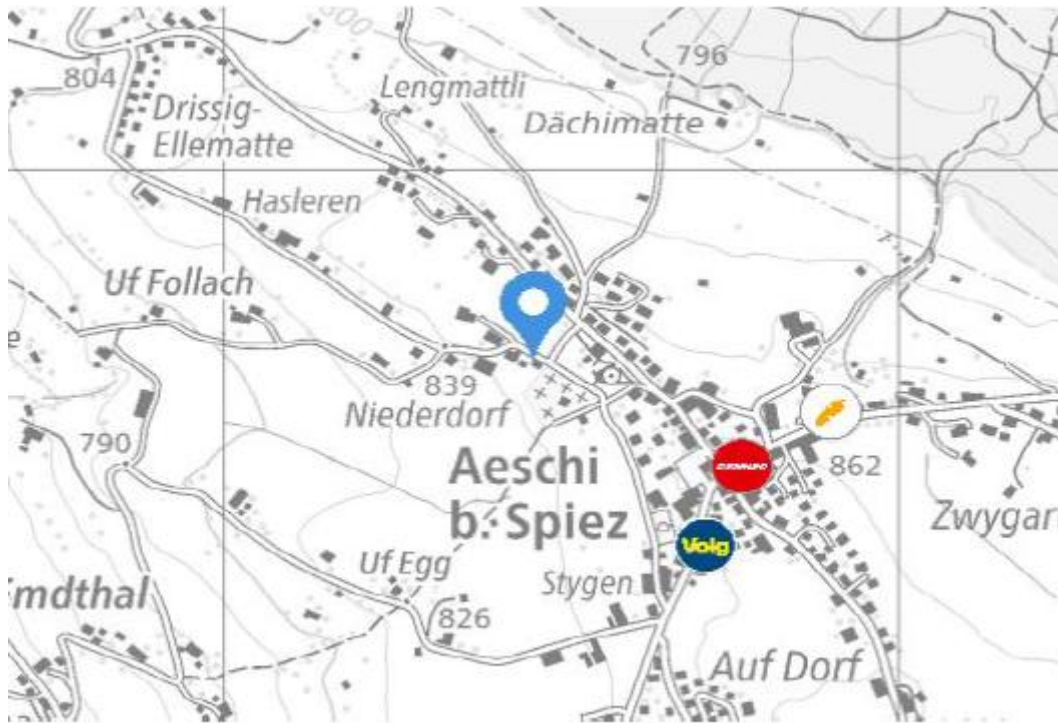 804
796
Lengmattli
Drissig-
Ellematte
Dächimatte
Hasleren
Uf Follach
e
839
Niederdorf
790
Aeschi
b. Spiez
862
Zwygar
Volg
Uf Egg
Stygen
mdthal
826
Auf Dorf